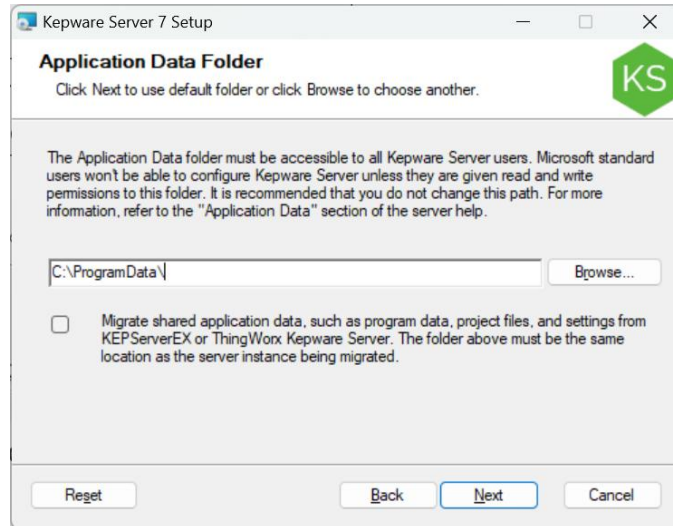 Kepware Server 7 Setup
Application Data Folder
Click Next to use default folder or click Browse to choose another.
KS
The Application Data folder must be accessible to all Kepware Server users. Microsoft standard
users won't be able to configure Kepware Server unless they are given read and write
permissions to this folder. It is recommended that you do not change this path. For more
information, refer to the "Application Data" section of the server help.
C:\ProgramData\
Browse...
Migrate shared application data, such as program data, project files, and settings from
KEPServerEX or ThingWorx Kepware Server. The folder above must be the same
location as the server instance being migrated.
Reset
Back
Next
Cancel